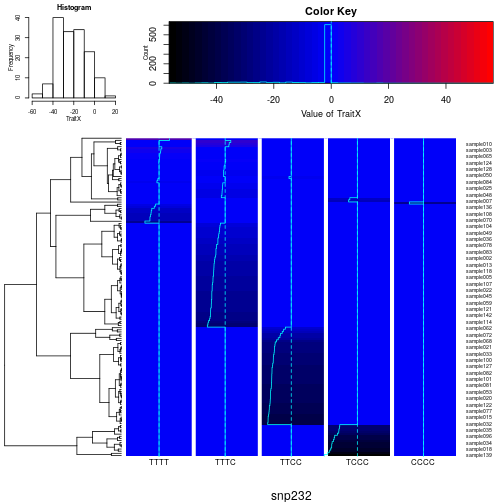 Histogram
Frequency
0 10 20 30 40
-60 -40 -20 0 20
TraitX
Color Key
Count
0 200 500
-40 -20 0 20 40
Value of TraitX
sample010
sample003
sample065
sample124
sample128
sample050
sample084
sample025
sample048
sample007
sample136
sample108
sample070
sample104
sample049
sample036
sample078
sample083
sample002
sample013
sample118
sample005
sample107
sample022
sample045
sample059
sample121
sample142
sample114
sample062
sample072
sample068
sample021
sample033
sample100
sample127
sample082
sample101
sample081
sample053
sample020
sample122
sample077
sample015
sample032
sample035
sample096
sample034
sample018
sample139
TTTT TTTC TTCC TCCC CCCC
snp232